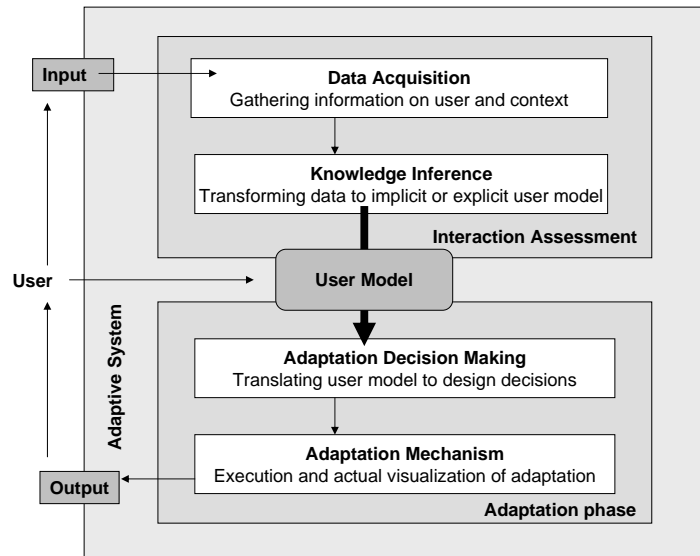 Input
Data Acquisition
Gathering information on user and context
Knowledge Inference
Transforming data to implicit or explicit user model
Interaction Assessment
User
User Model
Adaptive System
Adaptation Decision Making
Translating user model to design decisions
Adaptation Mechanism
Execution and actual visualization of adaptation
Output
Adaptation phase